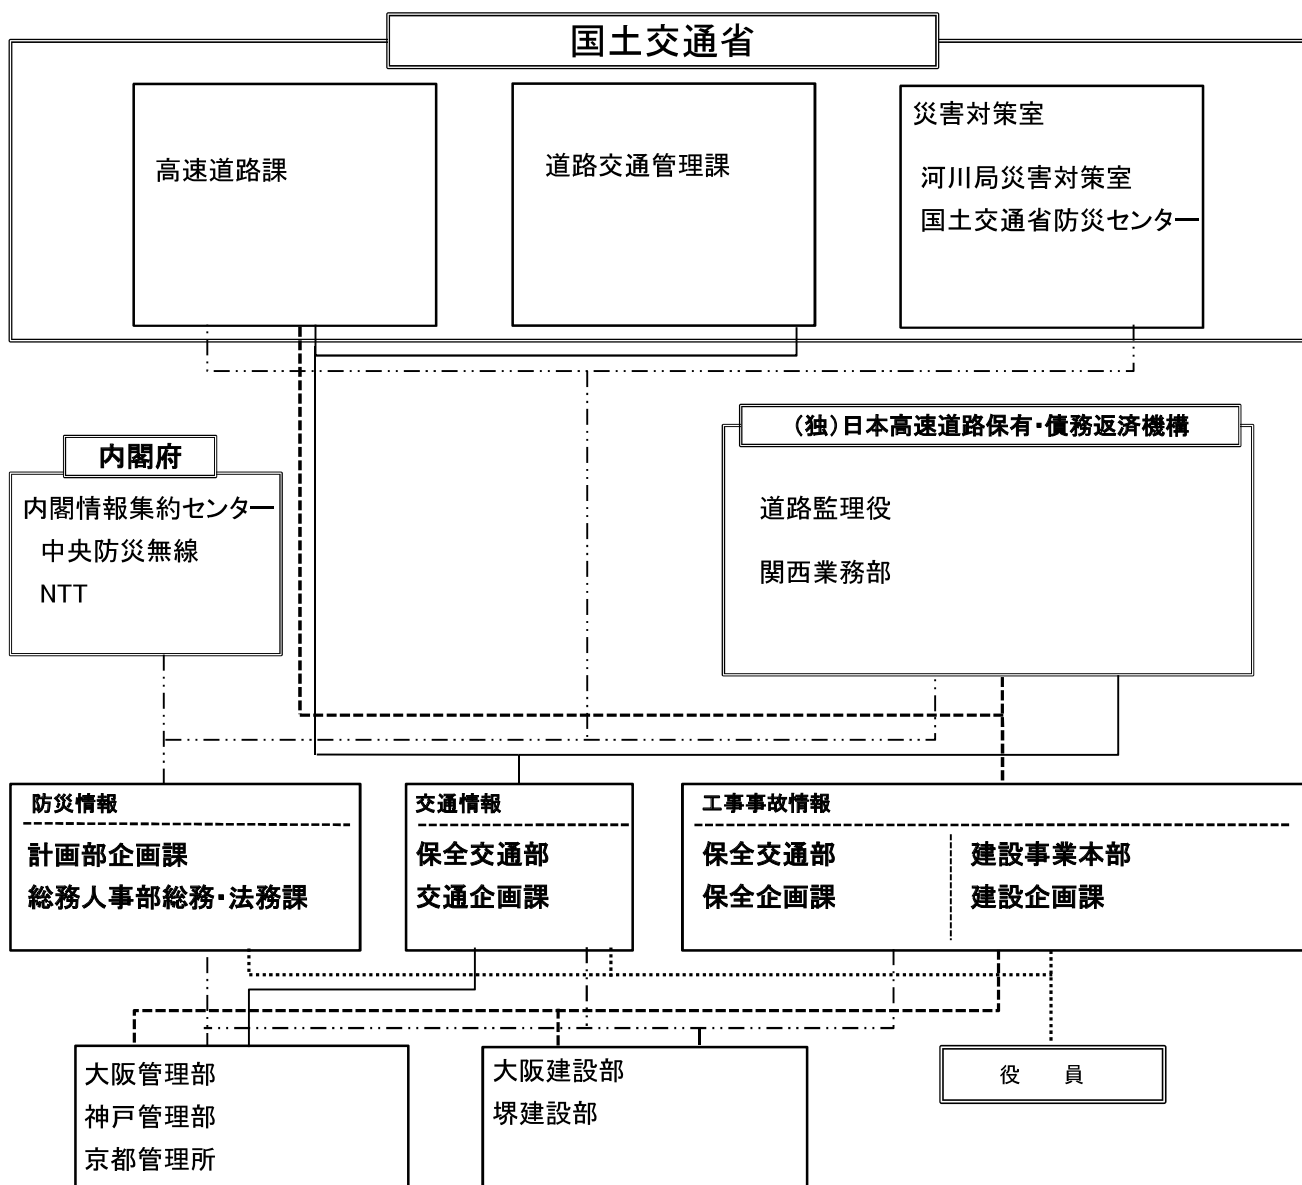 国土交通省
高速道路課
道路交通管理課
災害対策室
河川局災害対策室
国土交通省防災センター
内閣府
内閣情報集約センター
中央防災無線
NTT
（独）日本高速道路保有・債務返済機構
道路監理役
関西業務部
防災情報
計画部企画課
総務人事部総務・法務課
交通情報
保全交通部
交通企画課
工事事故情報
保全交通部
保全企画課
建設事業本部
建設企画課
大阪管理部
神戸管理部
京都管理所
大阪建設部
堺建設部
役　員